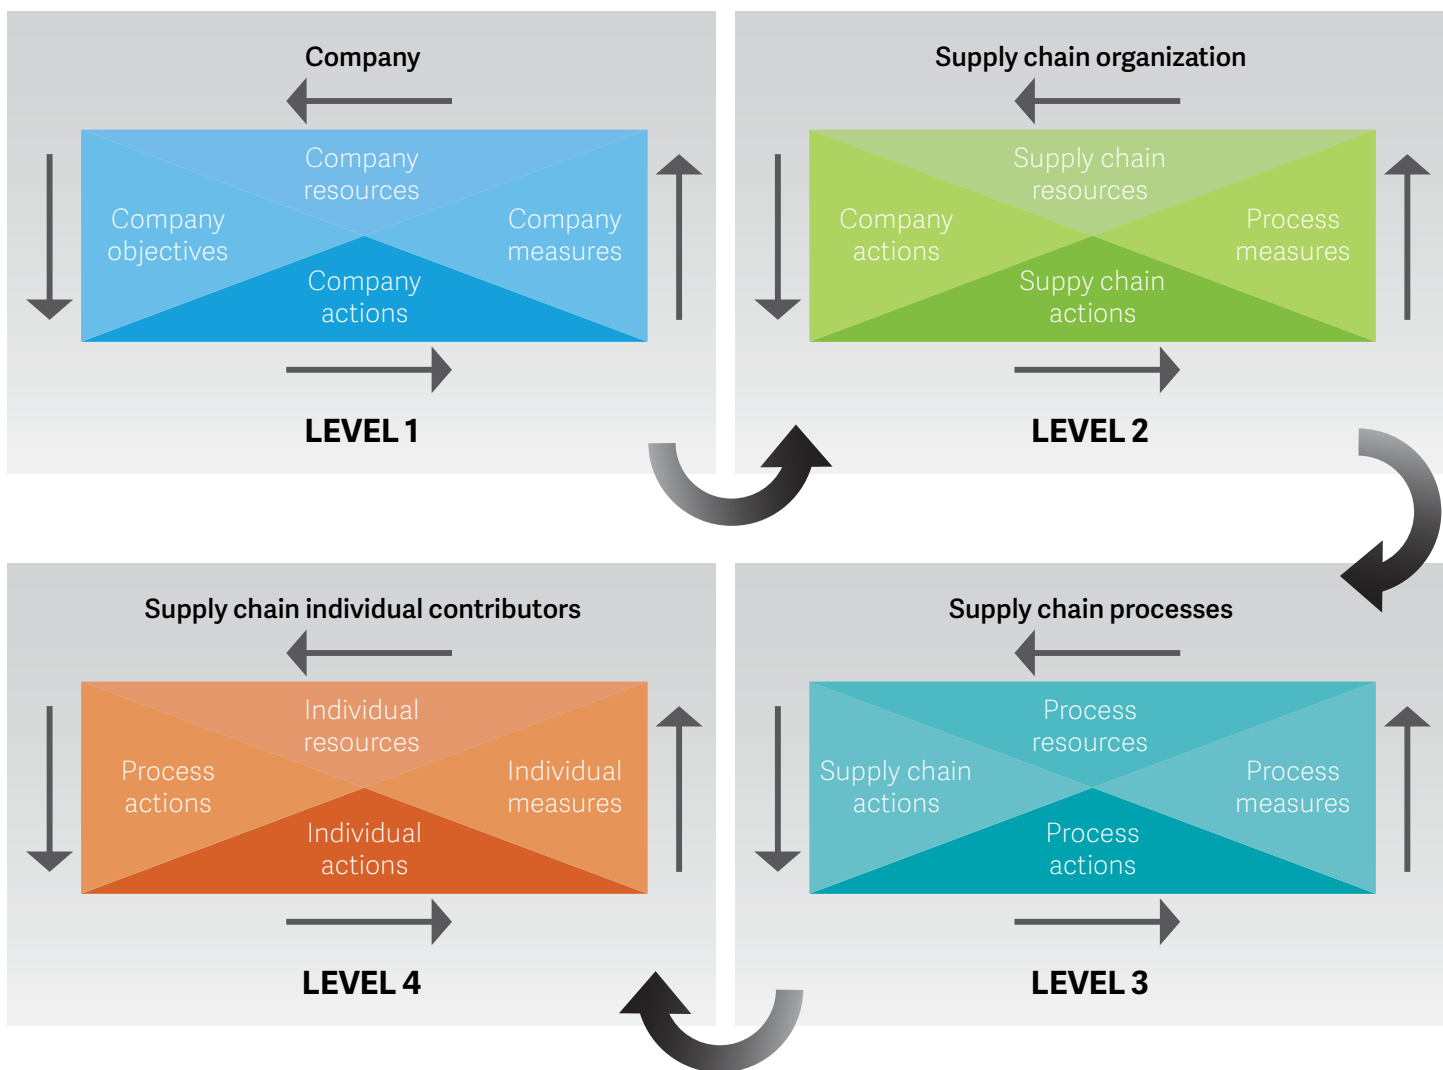 Company
Company
resources
Company
objectives
Company
measures
Company
actions
LEVEL 1
Supply chain organization
Supply chain
resources
Company
actions
Process
measures
Suppy chain
actions
LEVEL 2
Supply chain individual contributors
Individual
resources
Process
actions
Individual
measures
Individual
actions
LEVEL 4
Supply chain processes
Process
resources
Supply chain
actions
Process
measures
Process
actions
LEVEL 3